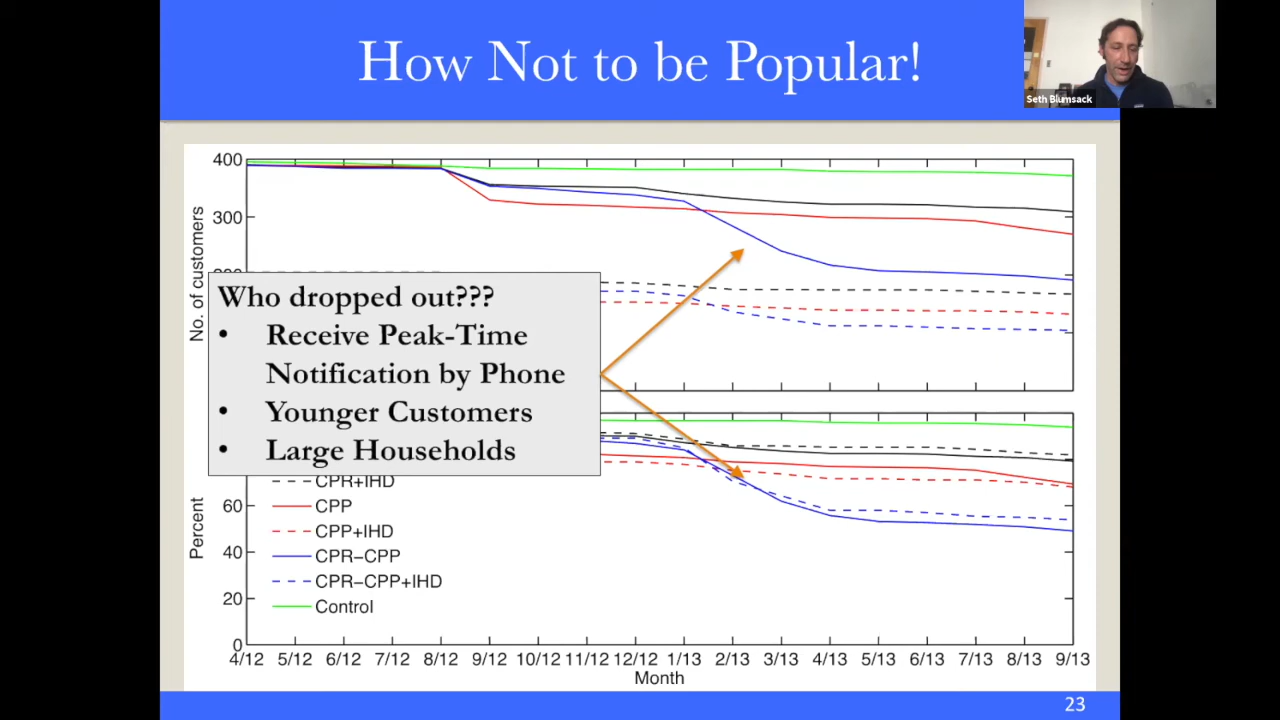 How Not to be Popular!
Seth Blumsack
400
300
No. of customers
Who dropped out???
• Receive Peak-Time
Notification by Phone
• Younger Customers
• Large Households
CPR+IHD
CPP
CPP+IHD
CPR−CPP
CPR−CPP+IHD
Control
Percent
60
40
20
0
4/12 5/12 6/12 7/12 8/12 9/12 10/12 11/12 12/12 1/13 2/13 3/13 4/13 5/13 6/13 7/13 8/13 9/13
Month
23